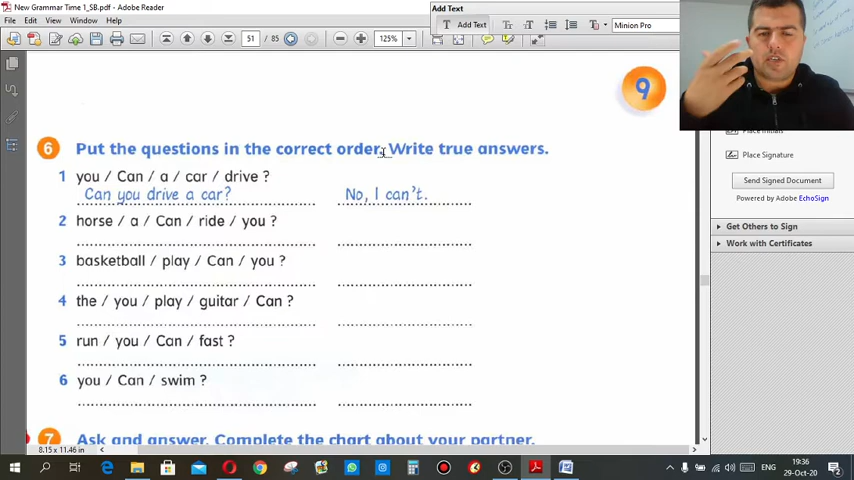 New Grammar Time 1_SB.pdf - Adobe Reader
File Edit View Window Help
51 / 85
125%
Add Text
Add Text
Minion Pro
9
6 Put the questions in the correct order. Write true answers.
1 you / Can / a / car / drive ?
Can you drive a car? No, I can't.
2 horse / a / Can / ride / you ?
3 basketball / play / Can / you ?
4 the / you / play / guitar / Can ?
5 run / you / Can / fast ?
6 you / Can / swim ?
7 Ask and answer. Complete the chart about your partner.
8.15 x 11.46 in
Place Initials
Place Signature
Send Signed Document
Powered by Adobe EchoSign
Get Others to Sign
Work with Certificates
ENG
19:36
29-Oct-20
2